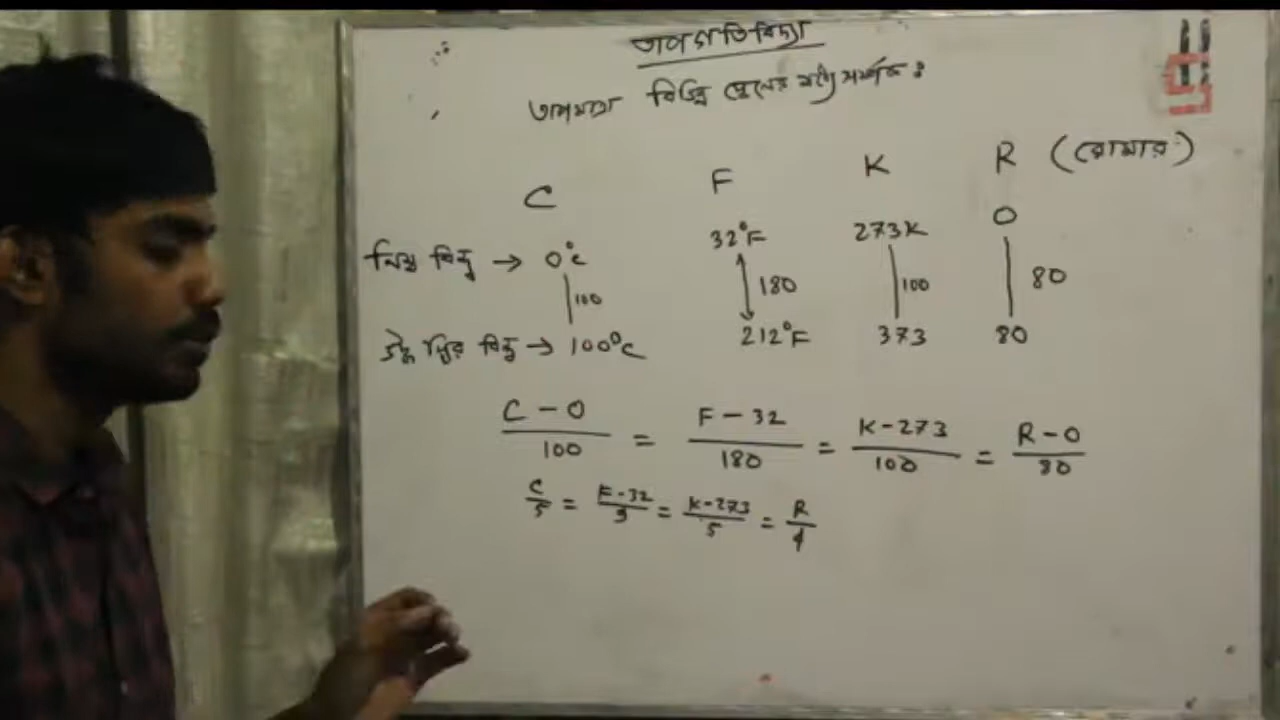 তাপগতিবিদ্যা
তাপমাত্রা বিভিন্ন স্কেলের মধ্যে সম্পর্ক :
C F K R (রোমার)
নিম্ন বিন্দু → 0°c 32°F 273K 0
100 180 100 80
ঊর্ধ্ব স্থির বিন্দু → 100°C 212°F 373 80
C - 0 / 100 = F - 32 / 180 = K - 273 / 100 = R - 0 / 80
C / 5 = F - 32 / 9 = K - 273 / 5 = R / 4